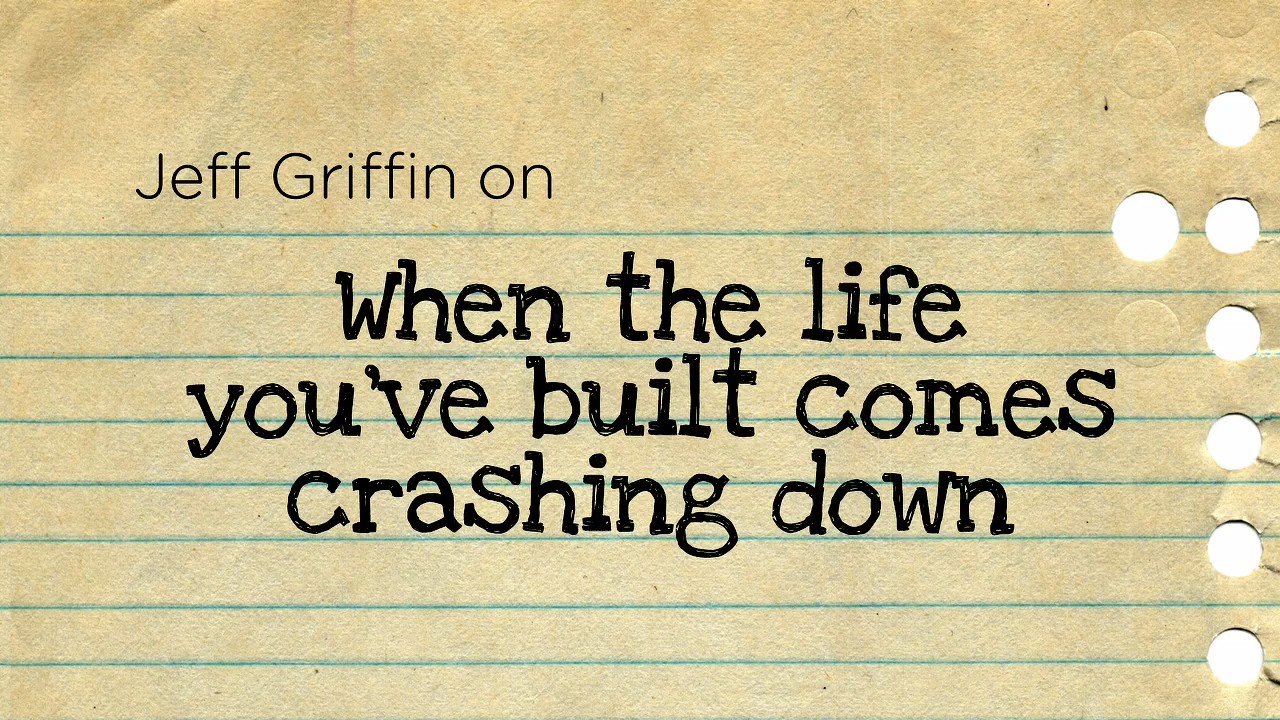 Jeff Griffin on
When the life
you've built comes
crashing down